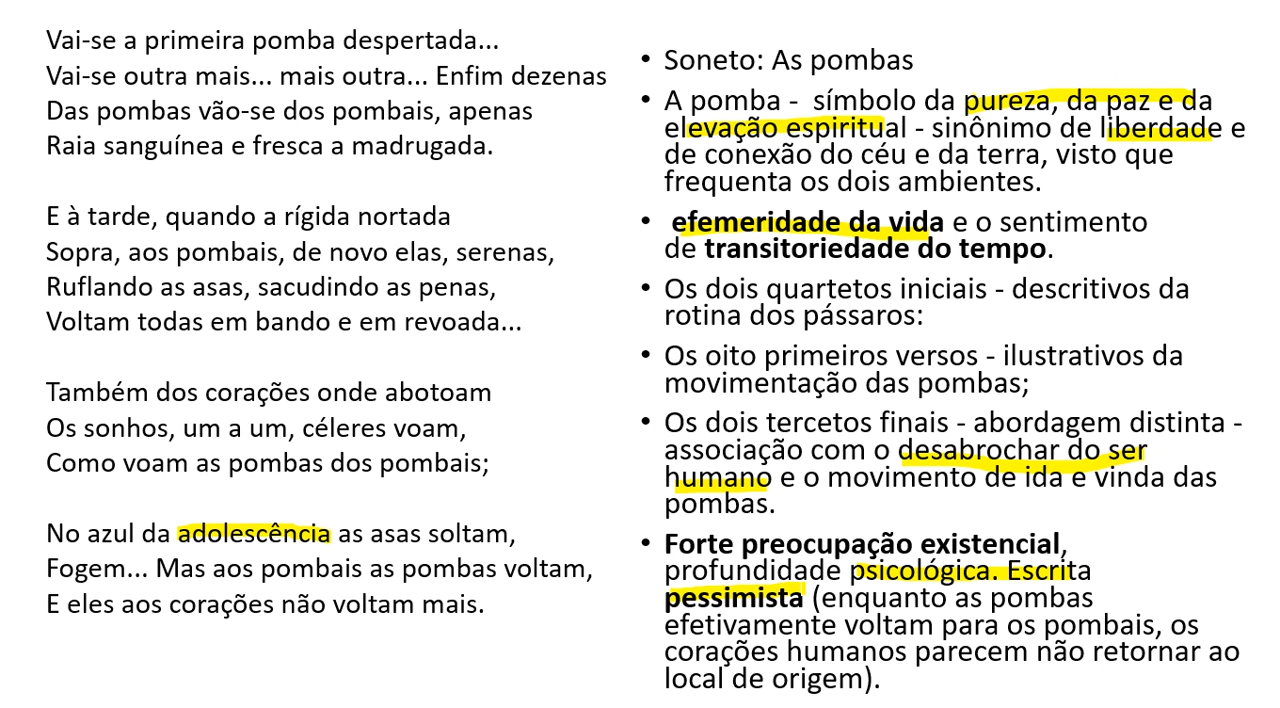 Vai-se a primeira pomba despertada...
Vai-se outra mais... mais outra... Enfim dezenas
Das pombas vão-se dos pombais, apenas
Raia sanguínea e fresca a madrugada.
E à tarde, quando a rígida nortada
Sopra, aos pombais, de novo elas, serenas,
Ruflando as asas, sacudindo as penas,
Voltam todas em bando e em revoada...
Também dos corações onde abotoam
Os sonhos, um a um, céleres voam,
Como voam as pombas dos pombais;
No azul da adolescência as asas soltam,
Fogem... Mas aos pombais as pombas voltam,
E eles aos corações não voltam mais.
• Soneto: As pombas
• A pomba - símbolo da pureza, da paz e da
elevação espiritual - sinônimo de liberdade e
de conexão do céu e da terra, visto que
frequenta os dois ambientes.
• efemeridade da vida e o sentimento
de transitoriedade do tempo.
• Os dois quartetos iniciais - descritivos da
rotina dos pássaros:
• Os oito primeiros versos - ilustrativos da
movimentação das pombas;
• Os dois tercetos finais - abordagem distinta -
associação com o desabrochar do ser
humano e o movimento de ida e vinda das
pombas.
• Forte preocupação existencial,
profundidade psicológica. Escrita
pessimista (enquanto as pombas
efetivamente voltam para os pombais, os
corações humanos parecem não retornar ao
local de origem).